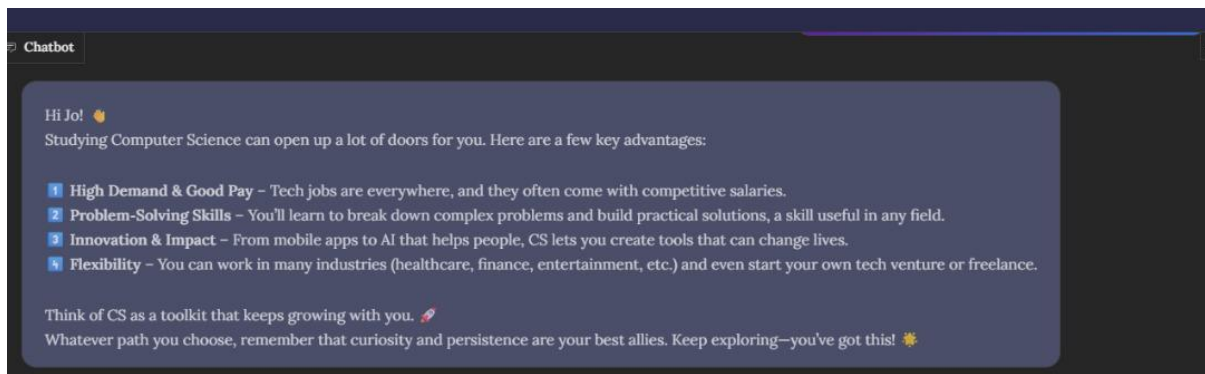 Chatbot
Hi Jo! 👋
Studying Computer Science can open up a lot of doors for you. Here are a few key advantages:
1️⃣ High Demand & Good Pay – Tech jobs are everywhere, and they often come with competitive salaries.
2️⃣ Problem-Solving Skills – You'll learn to break down complex problems and build practical solutions, a skill useful in any field.
3️⃣ Innovation & Impact – From mobile apps to AI that helps people, CS lets you create tools that can change lives.
4️⃣ Flexibility – You can work in many industries (healthcare, finance, entertainment, etc.) and even start your own tech venture or freelance.
Think of CS as a toolkit that keeps growing with you. 🚀
Whatever path you choose, remember that curiosity and persistence are your best allies. Keep exploring—you've got this! 🌟